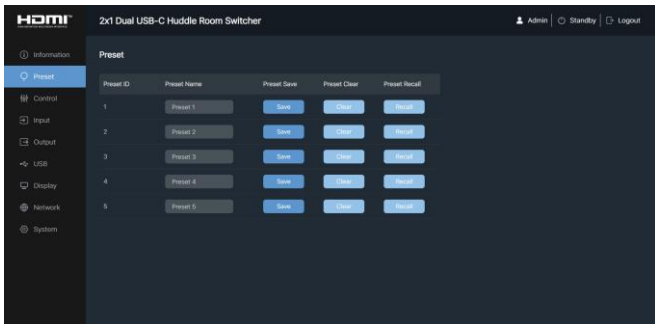 HDMI
2x1 Dual USB-C Huddle Room Switcher
Admin
Standby
Logout
Information
Preset
Control
Input
Output
USB
Display
Network
System
Preset
Preset ID Preset Name Preset Save Preset Clear Preset Recall
1 Preset 1 Save Clear Recall
2 Preset 2 Save Clear Recall
3 Preset 3 Save Clear Recall
4 Preset 4 Save Clear Recall
5 Preset 5 Save Clear Recall